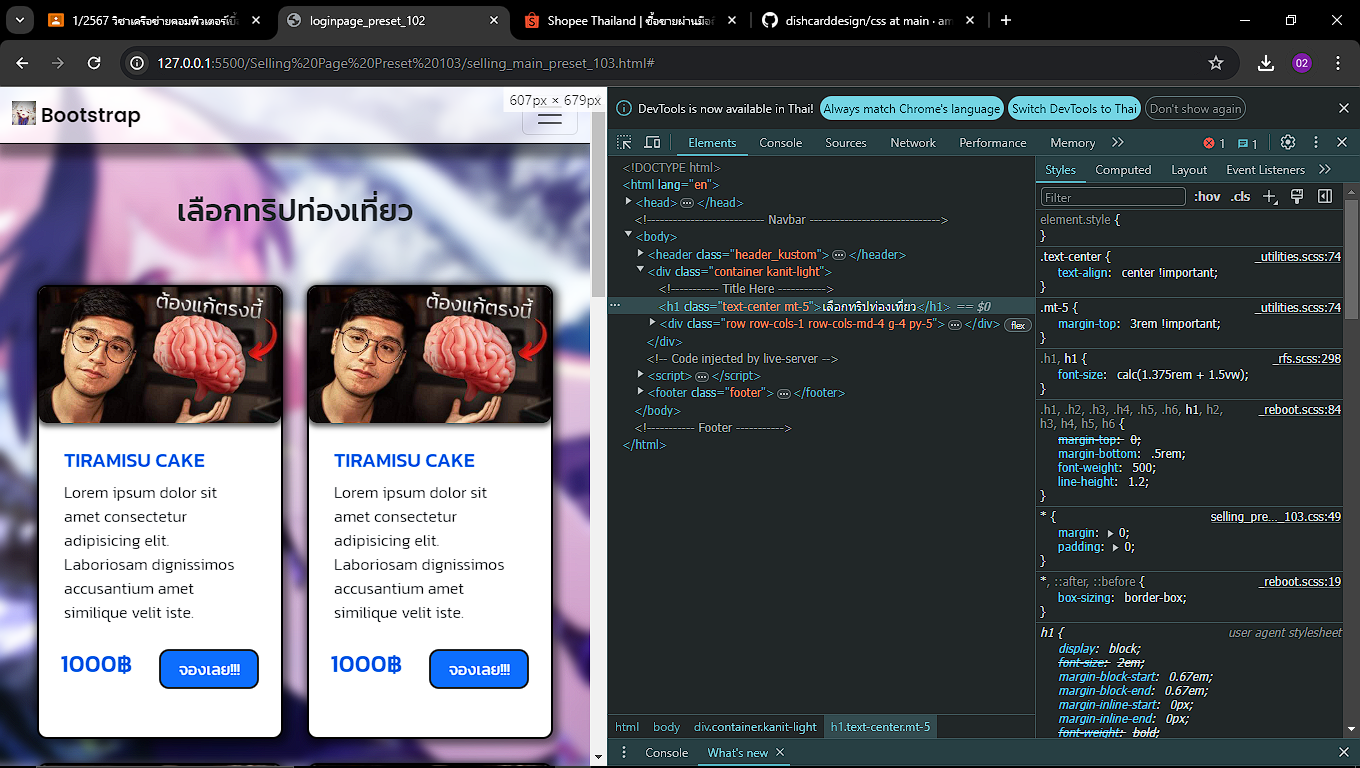 1/2567 วิชาเครือข่ายคอมพิวเตอร์เบื้
loginpage_preset_102
Shopee Thailand | ซื้อขายผ่านมือถ
dishcarddesign/css at main · am
127.0.0.1:5500/Selling%20Page%20Preset%20103/selling_main_preset_103.html#
02
Bootstrap
607px × 679px
เลือกทริปท่องเที่ยว
ต้องแก้ตรงนี้
ต้องแก้ตรงนี้
TIRAMISU CAKE
Lorem ipsum dolor sit
amet consectetur
adipisicing elit.
Laboriosam dignissimos
accusantium amet
similique velit iste.
1000฿
จองเลย!!!
TIRAMISU CAKE
Lorem ipsum dolor sit
amet consectetur
adipisicing elit.
Laboriosam dignissimos
accusantium amet
similique velit iste.
1000฿
จองเลย!!!
DevTools is now available in Thai! Always match Chrome's language Switch DevTools to Thai Don't show again
Elements Console Sources Network Performance Memory 1 1
<!DOCTYPE html>
<html lang="en">
<head> </head>
<!--------------------------- Navbar ------------------------------>
<body>
<header class="header_kustom"> </header>
<div class="container kanit-light">
<!----------- Title Here ----------->
<h1 class="text-center mt-5">เลือกทริปท่องเที่ยว</h1> == $0
<div class="row row-cols-1 row-cols-md-4 g-4 py-5"> </div> flex
</div>
<!-- Code injected by live-server -->
<script> </script>
<footer class="footer"> </footer>
</body>
<!----------- Footer ----------->
</html>
html body div.container.kanit-light h1.text-center.mt-5
Styles Computed Layout Event Listeners
Filter :hov .cls
element.style {
}
.text-center { _utilities.scss:74
text-align: center !important;
}
.mt-5 { _utilities.scss:74
margin-top: 3rem !important;
}
.h1, h1 { _rfs.scss:298
font-size: calc(1.375rem + 1.5vw);
}
.h1, .h2, .h3, .h4, .h5, .h6, h1, h2, _reboot.scss:84
h3, h4, h5, h6 {
margin-top: 0;
margin-bottom: .5rem;
font-weight: 500;
line-height: 1.2;
}
* { selling_pre…_103.css:49
margin: 0;
padding: 0;
}
*, ::after, ::before { _reboot.scss:19
box-sizing: border-box;
}
h1 { user agent stylesheet
display: block;
font-size: 2em;
margin-block-start: 0.67em;
margin-block-end: 0.67em;
margin-inline-start: 0px;
margin-inline-end: 0px;
font-weight: bold;
Console What's new